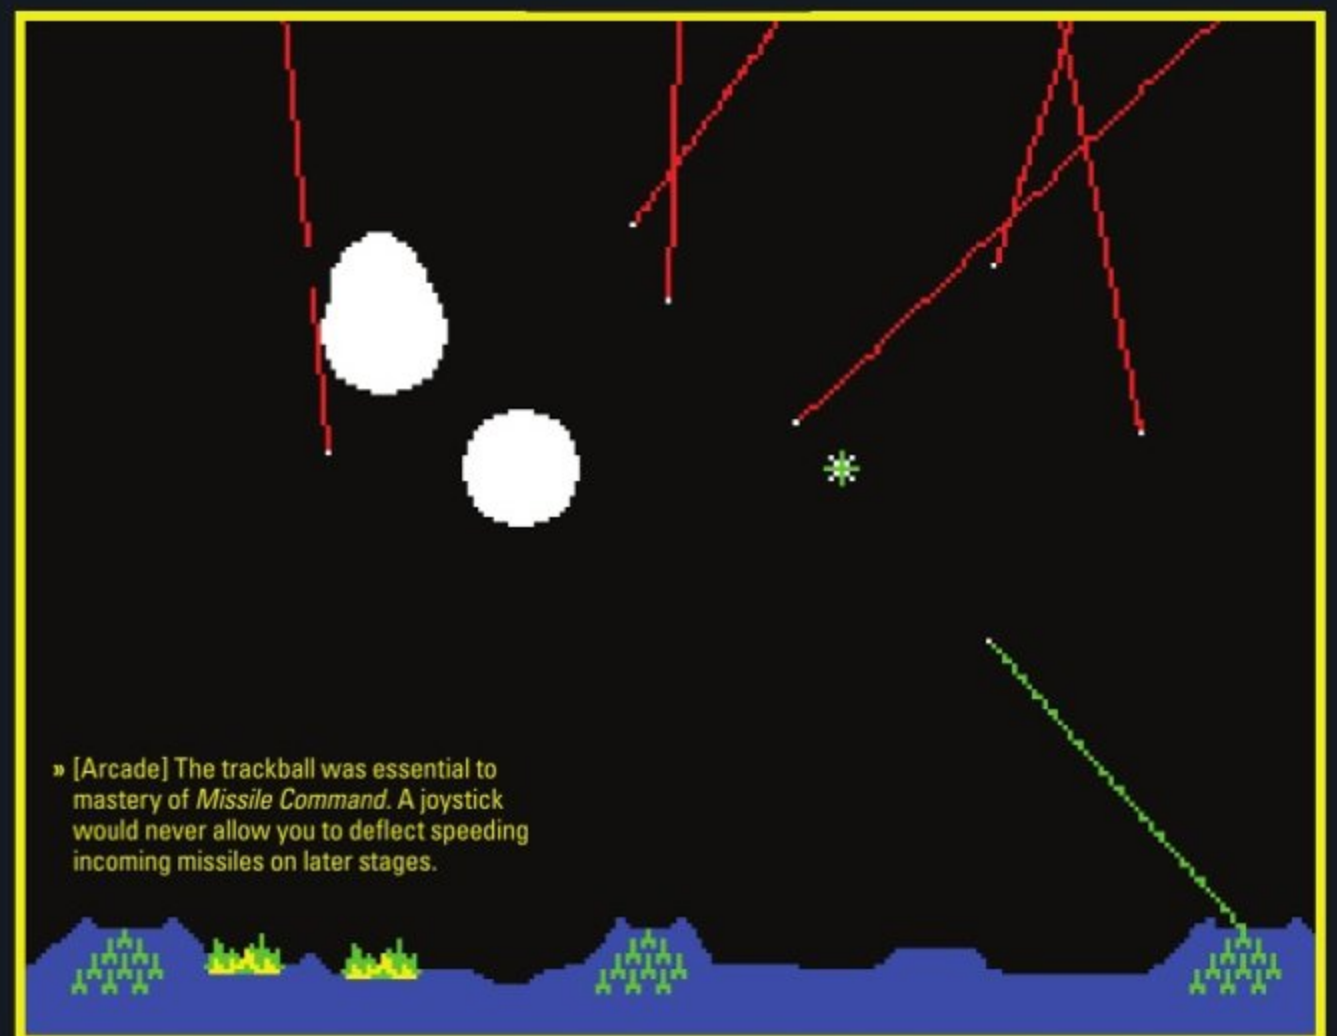 » [Arcade] The trackball was essential to
mastery of Missile Command. A joystick
would never allow you to deflect speeding
incoming missiles on later stages.